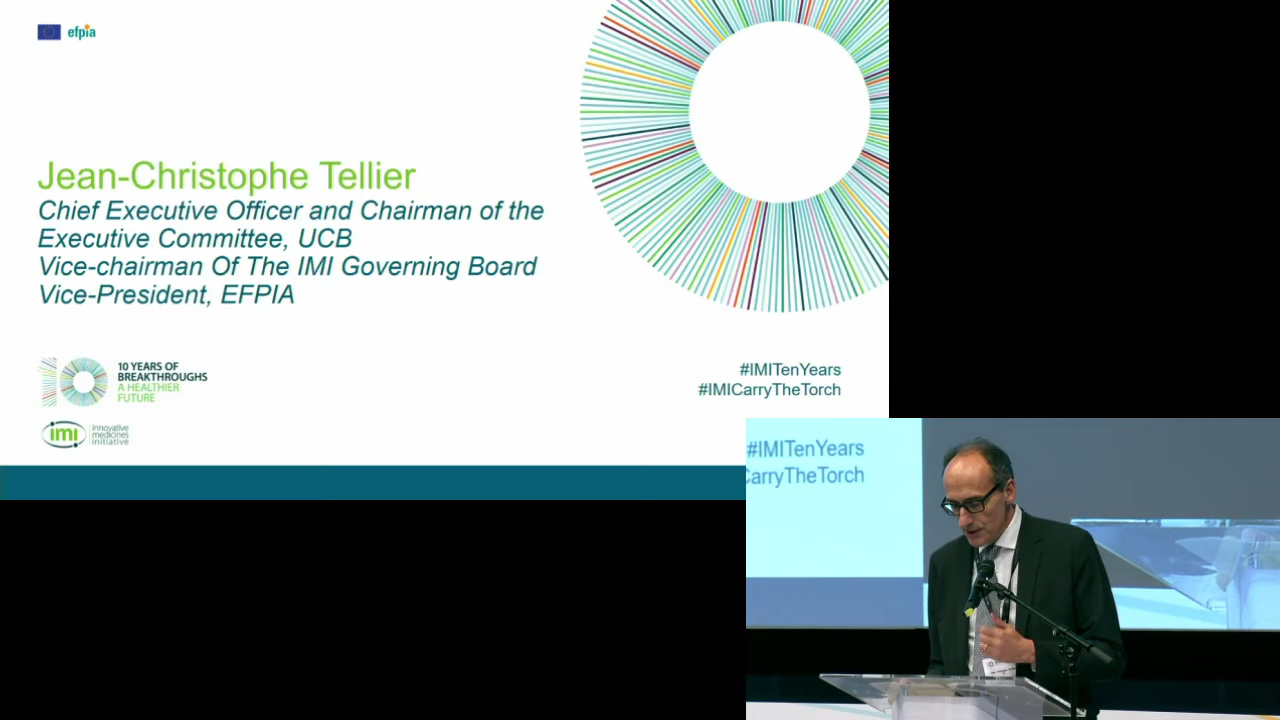 efpia
Jean-Christophe Tellier
Chief Executive Officer and Chairman of the
Executive Committee, UCB
Vice-chairman Of The IMI Governing Board
Vice-President, EFPIA
10 YEARS OF
BREAKTHROUGHS
A HEALTHIER
FUTURE
imi
innovative
medicines
initiative
#IMITenYears
#IMICarryTheTorch
#IMITenYears
CarryTheTorch